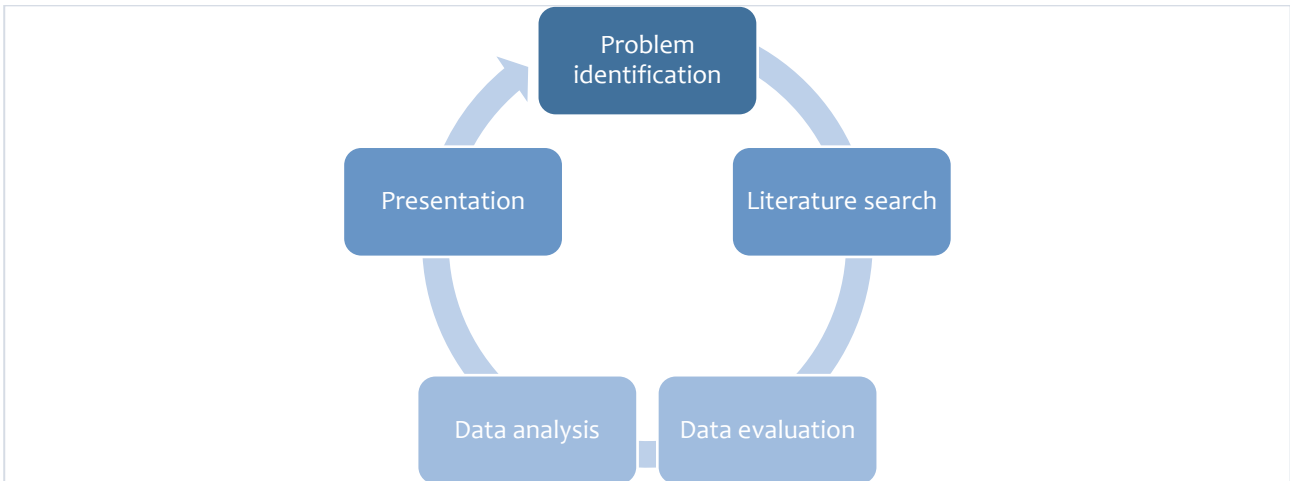 Problem
identification
Literature search
Data evaluation
Data analysis
Presentation